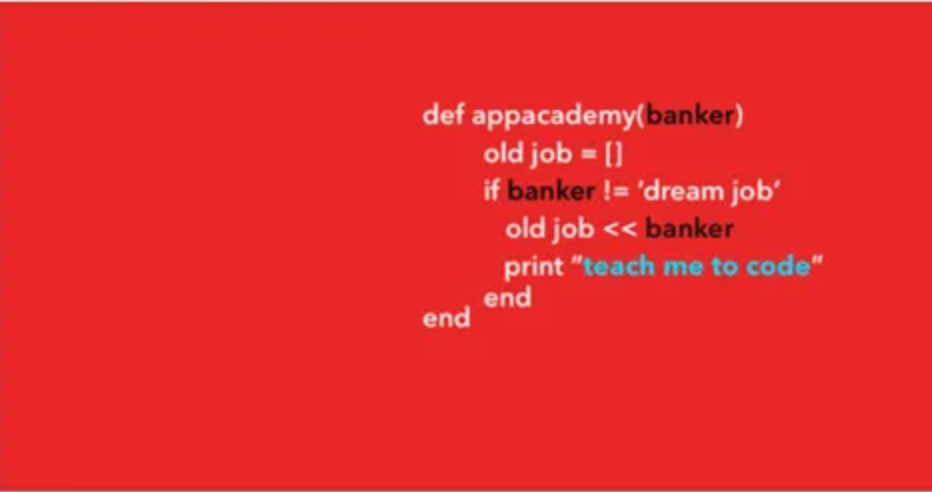 def appacademy(banker)
old job = []
if banker != 'dream job'
old job << banker
print "teach me to code"
end
end